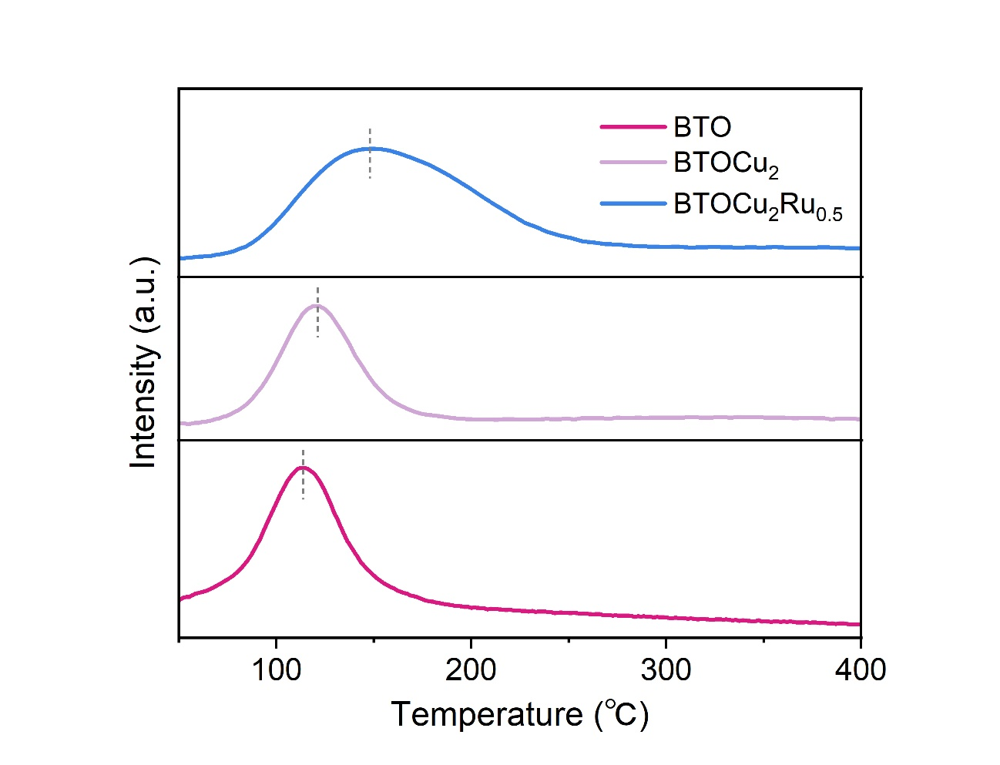 BTO
BTOCu₂
BTOCu₂Ru₀.₅
Intensity (a.u.)
100 200 300 400
Temperature (℃)